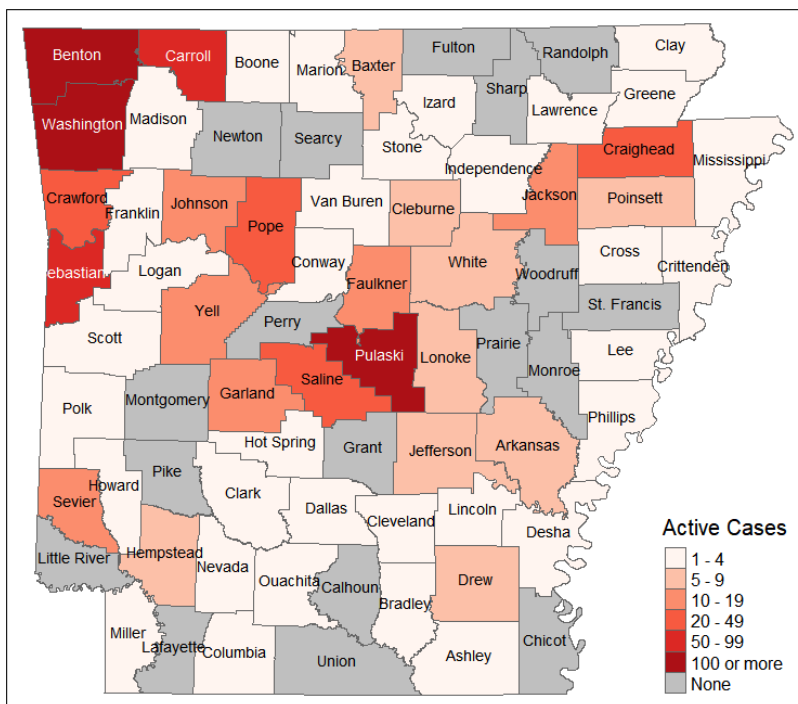 Fulton
Randolph
Clay
Benton
Carroll
Boone
Marion
Baxter
Sharp
Izard
Lawrence
Greene
Washington
Madison
Newton
Searcy
Stone
Independence
Craighead
Mississippi
Crawford
Franklin
Johnson
Pope
Van Buren
Cleburne
Jackson
Poinsett
ebastian
Logan
Conway
Faulkner
White
Woodruff
Cross
Crittenden
Yell
Perry
St. Francis
Scott
Pulaski
Lonoke
Prairie
Monroe
Lee
Polk
Montgomery
Garland
Saline
Hot Spring
Grant
Jefferson
Arkansas
Phillips
Pike
Howard
Sevier
Clark
Dallas
Cleveland
Lincoln
Desha
Little River
Hempstead
Nevada
Ouachita
Calhoun
Bradley
Drew
Miller
Lafayette
Columbia
Union
Ashley
Chicot
Active Cases
1 - 4
5 - 9
10 - 19
20 - 49
50 - 99
100 or more
None